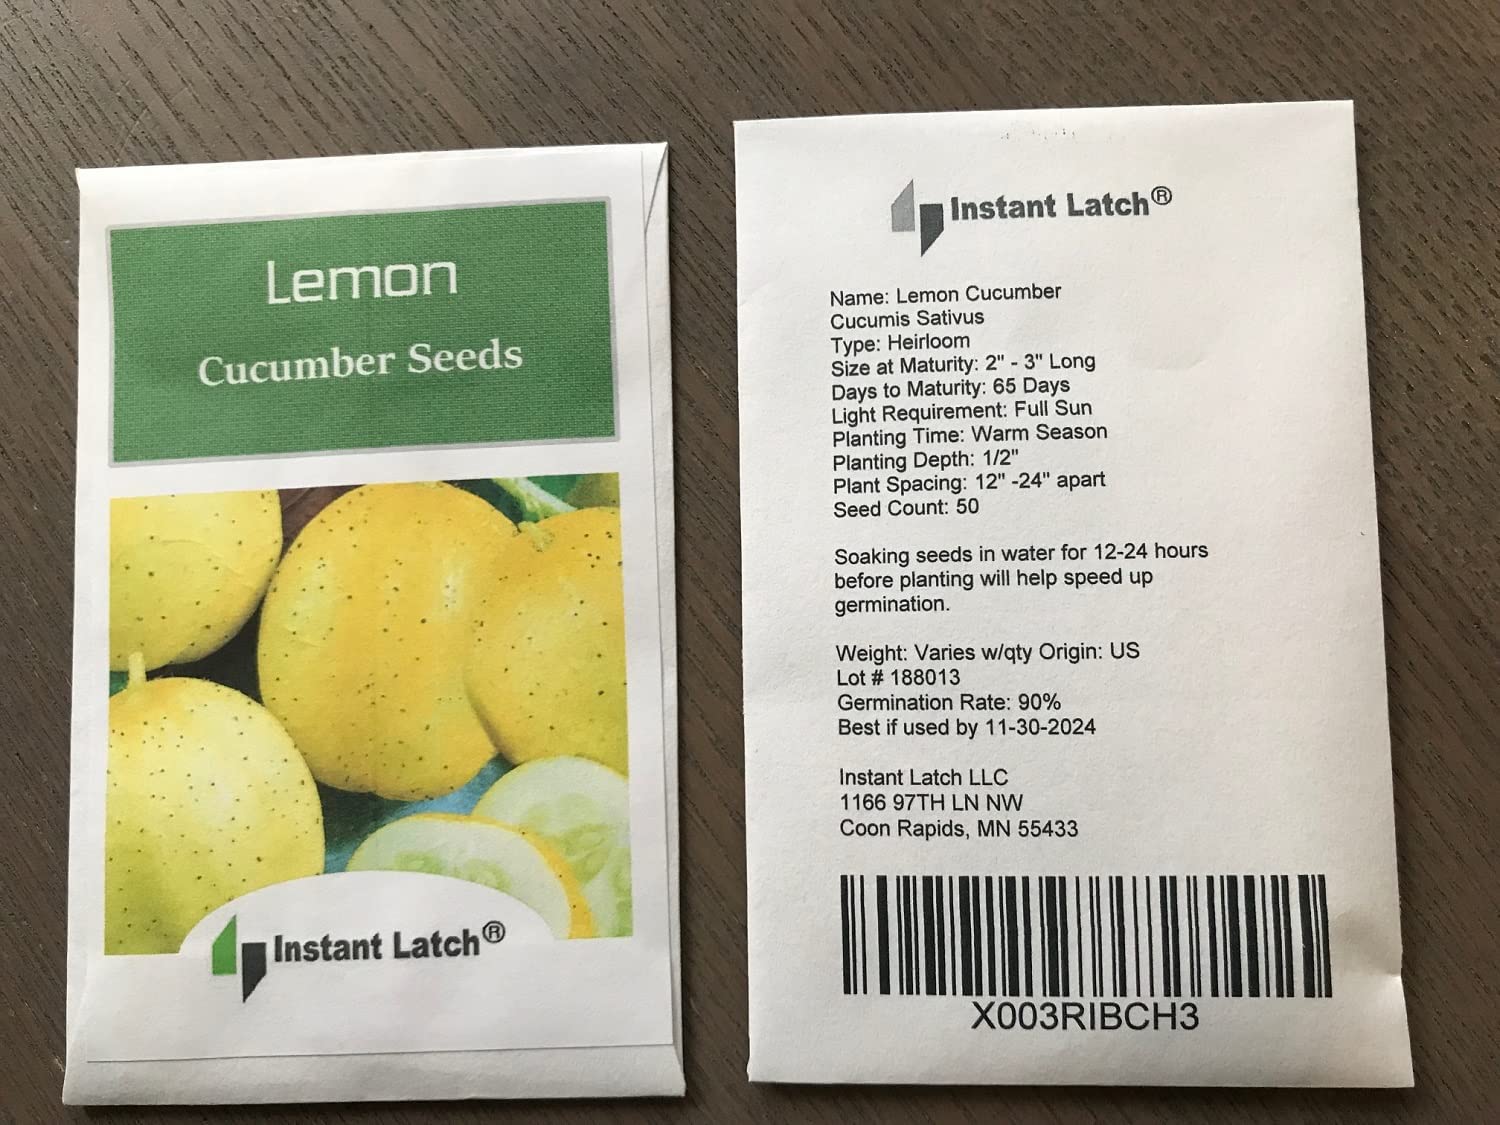 Lemon
Cucumber Seeds
Instant Latch®
Instant Latch®
Name: Lemon Cucumber
Cucumis Sativus
Type: Heirloom
Size at Maturity: 2" - 3" Long
Days to Maturity: 65 Days
Light Requirement: Full Sun
Planting Time: Warm Season
Planting Depth: 1/2"
Plant Spacing: 12" -24" apart
Seed Count: 50
Soaking seeds in water for 12-24 hours
before planting will help speed up
germination.
Weight: Varies w/qty Origin: US
Lot # 188013
Germination Rate: 90%
Best if used by 11-30-2024
Instant Latch LLC
1166 97TH LN NW
Coon Rapids, MN 55433
X003RIBCH3